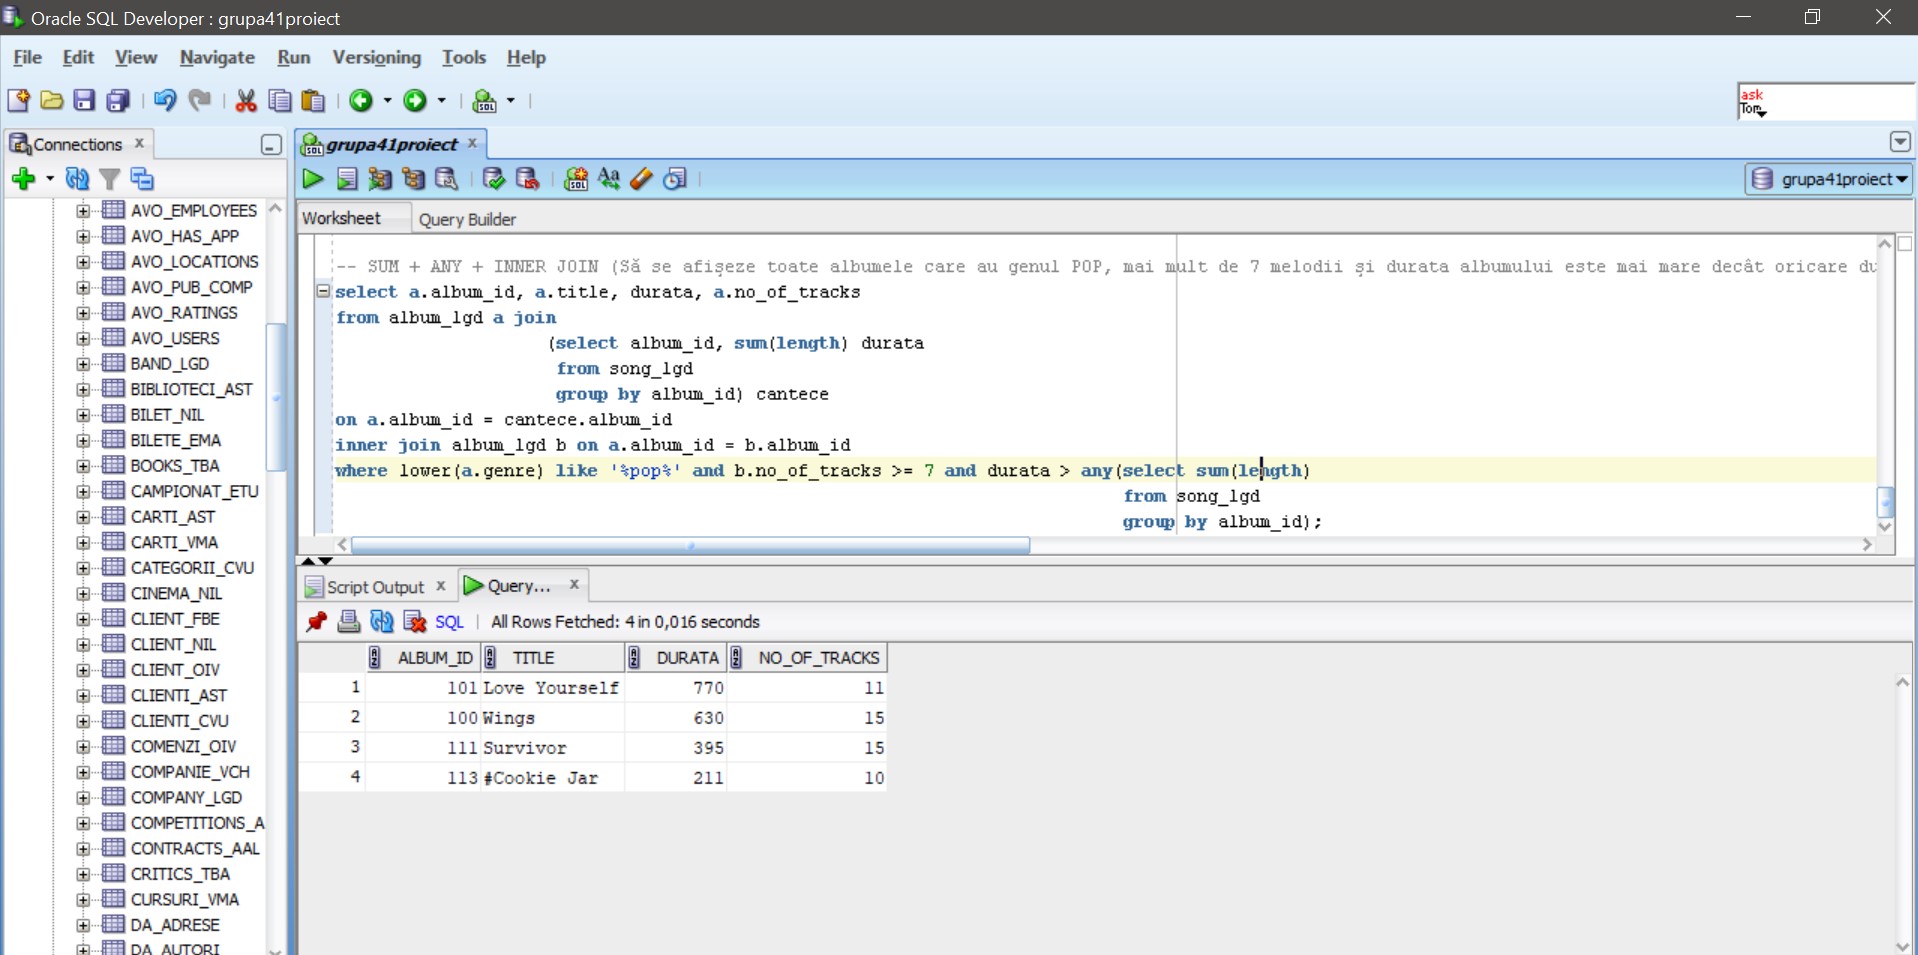 Oracle SQL Developer : grupa41proiect
File Edit View Navigate Run Versioning Tools Help
ask
Tom
Connections
AVO_EMPLOYEES
AVO_HAS_APP
AVO_LOCATIONS
AVO_PUB_COMP
AVO_RATINGS
AVO_USERS
BAND_LGD
BIBLIOTECI_AST
BILET_NIL
BILETE_EMA
BOOKS_TBA
CAMPIONAT_ETU
CARTI_AST
CARTI_VMA
CATEGORII_CVU
CINEMA_NIL
CLIENT_FBE
CLIENT_NIL
CLIENT_OIV
CLIENTI_AST
CLIENTI_CVU
COMENZI_OIV
COMPANIE_VCH
COMPANY_LGD
COMPETITIONS_A
CONTRACTS_AAL
CRITICS_TBA
CURSURI_VMA
DA_ADRESE
DA_AUTORI
grupa41proiect
grupa41proiect
Worksheet Query Builder
-- SUM + ANY + INNER JOIN (Să se afișeze toate albumele care au genul POP, mai mult de 7 melodii și durata albumului este mai mare decât oricare du
select a.album_id, a.title, durata, a.no_of_tracks
from album_lgd a join
(select album_id, sum(length) durata
from song_lgd
group by album_id) cantece
on a.album_id = cantece.album_id
inner join album_lgd b on a.album_id = b.album_id
where lower(a.genre) like '%pop%' and b.no_of_tracks >= 7 and durata > any(select sum(length)
from song_lgd
group by album_id);
Script Output Query...
SQL All Rows Fetched: 4 in 0,016 seconds
ALBUM_ID TITLE DURATA NO_OF_TRACKS
1 101 Love Yourself 770 11
2 100 Wings 630 15
3 111 Survivor 395 15
4 113 #Cookie Jar 211 10